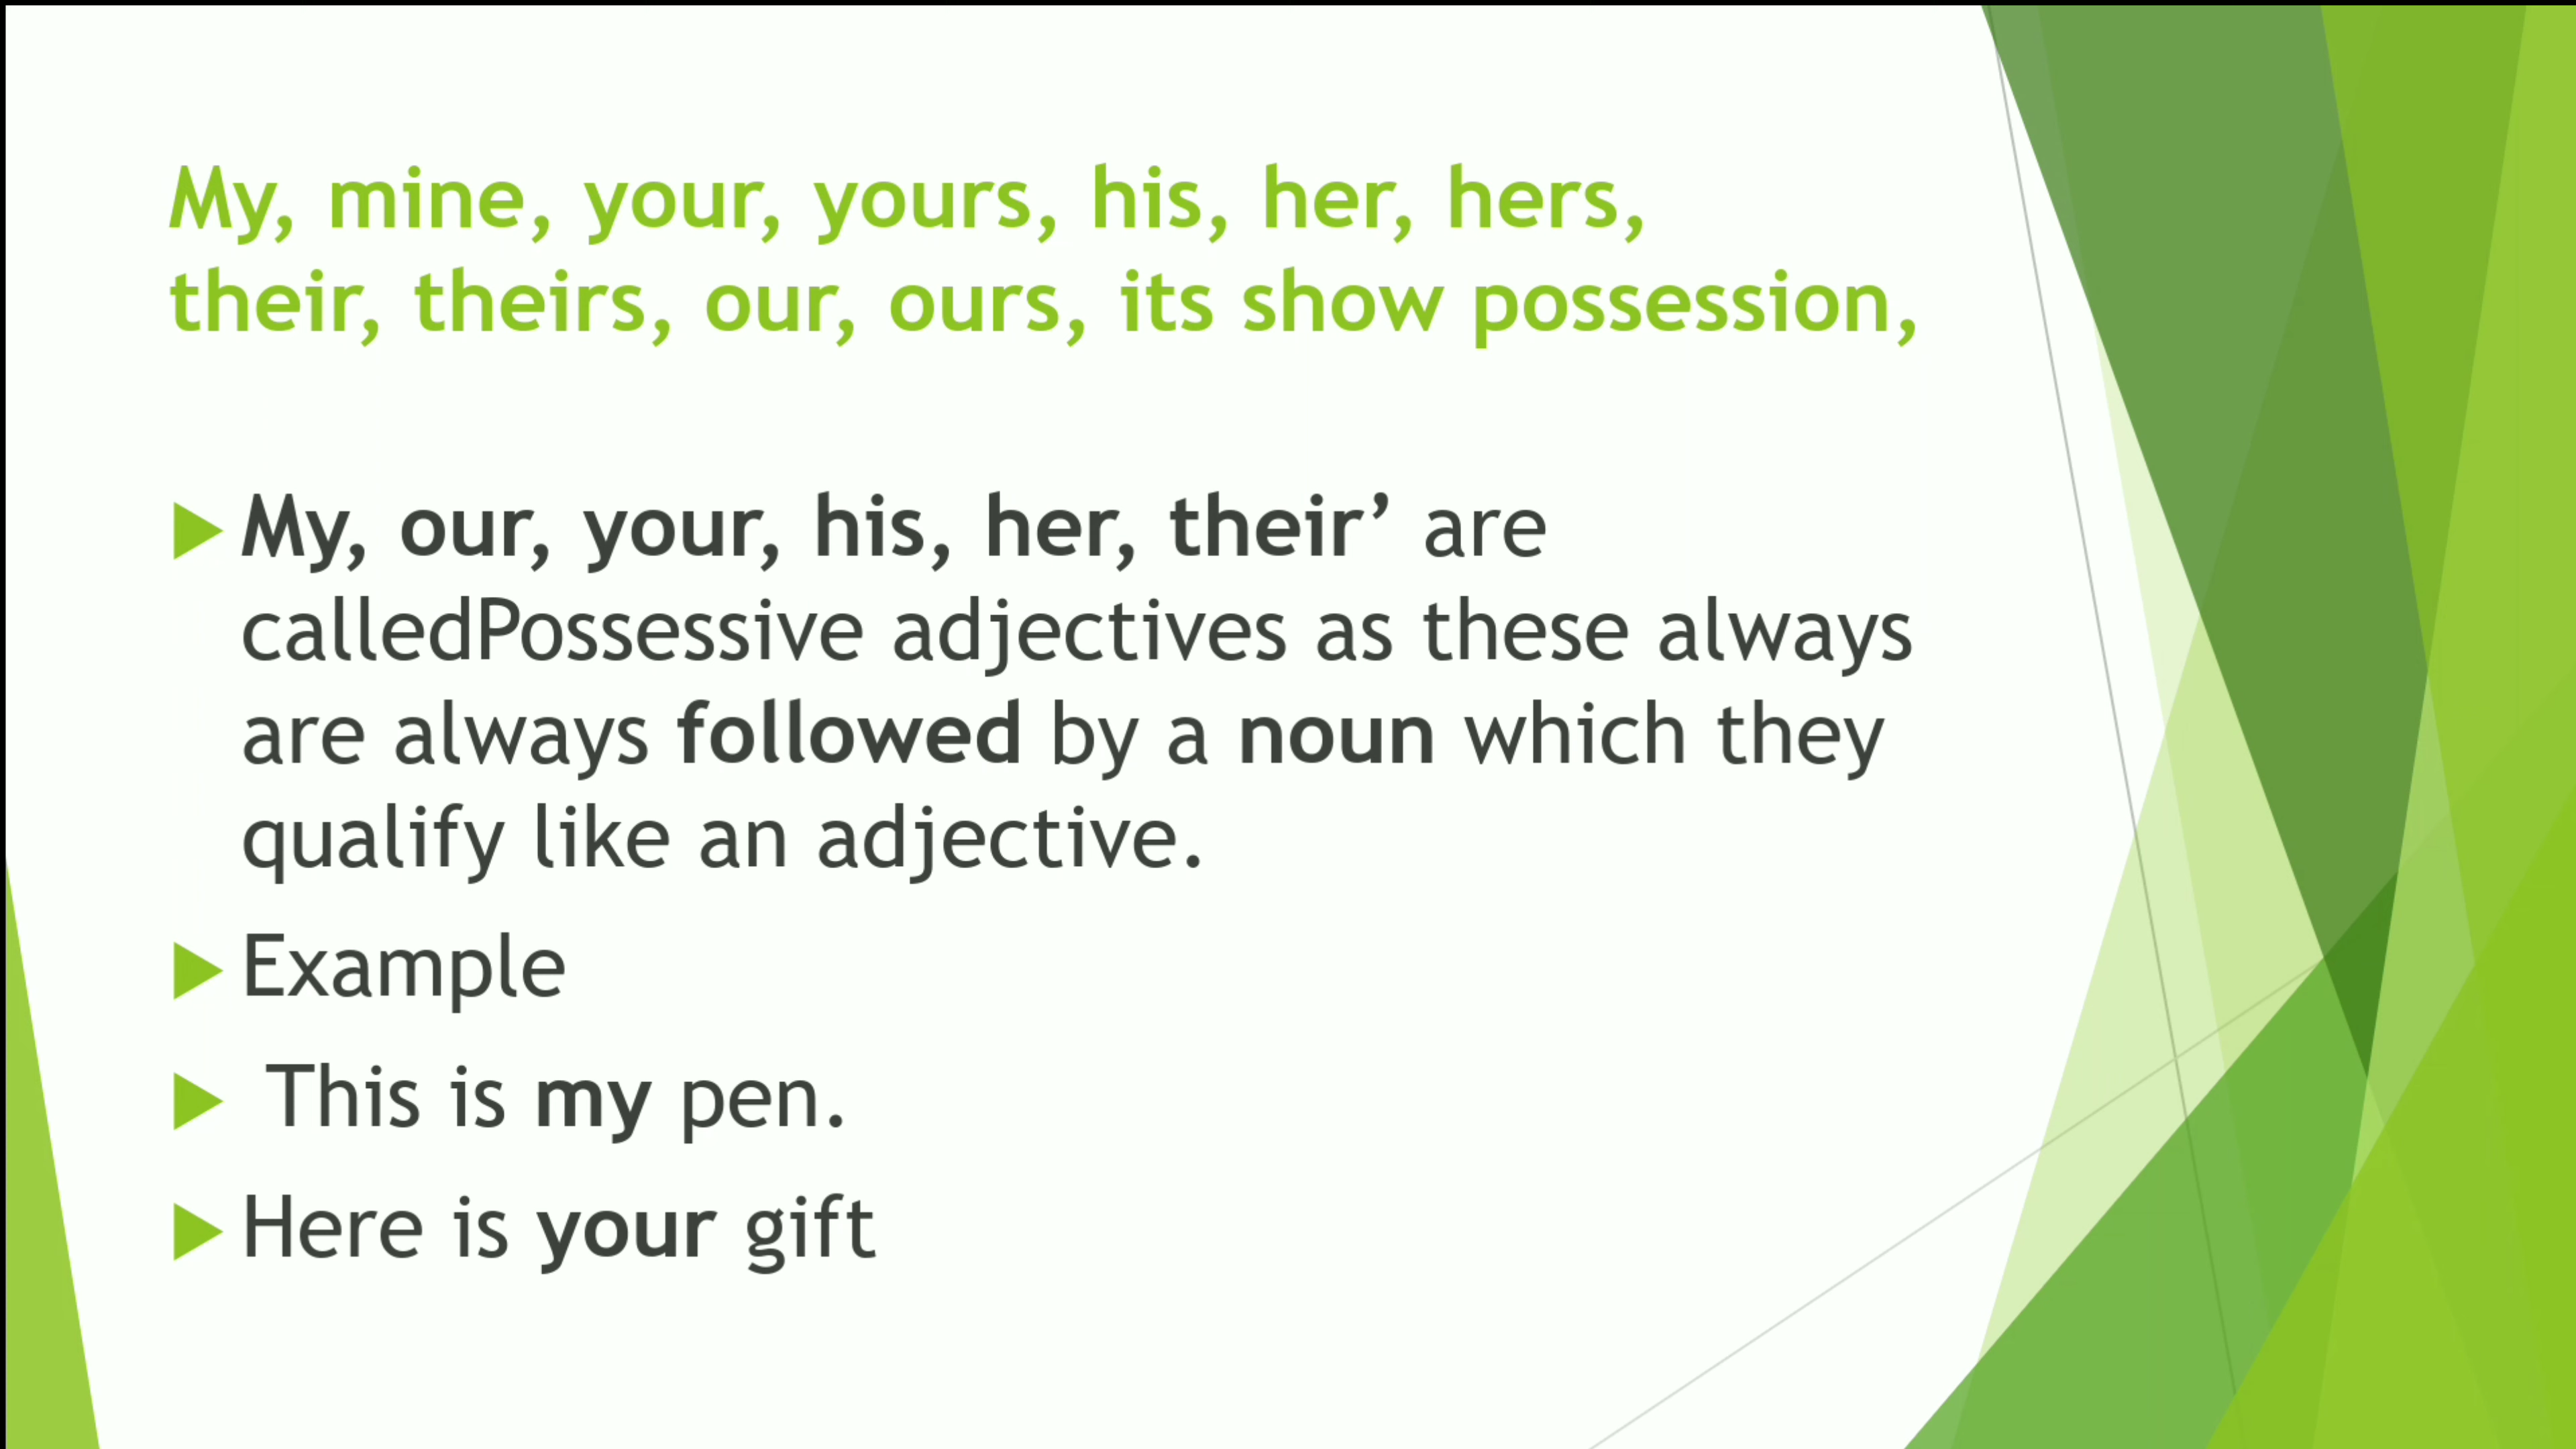 My, mine, your, yours, his, her, hers,
their, theirs, our, ours, its show possession,
My, our, your, his, her, their’ are
calledPossessive adjectives as these always
are always followed by a noun which they
qualify like an adjective.
Example
This is my pen.
Here is your gift